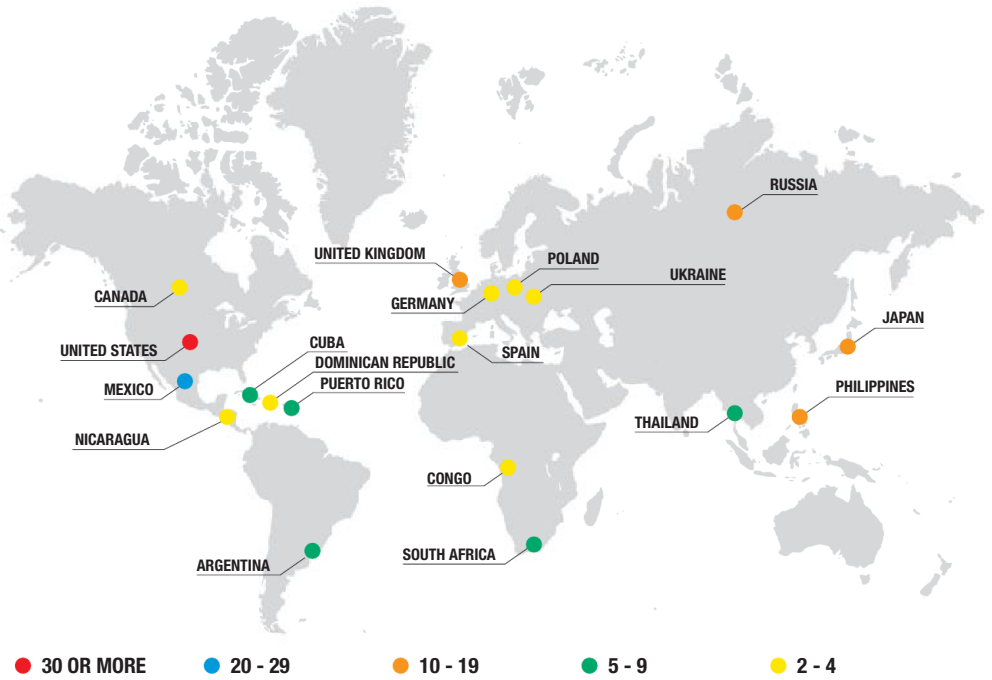 RUSSIA
UNITED KINGDOM
POLAND
UKRAINE
CANADA
GERMANY
JAPAN
UNITED STATES
CUBA
SPAIN
DOMINICAN REPUBLIC
MEXICO
PUERTO RICO
PHILIPPINES
THAILAND
NICARAGUA
CONGO
SOUTH AFRICA
ARGENTINA
30 OR MORE
20 - 29
10 - 19
5 - 9
2 - 4